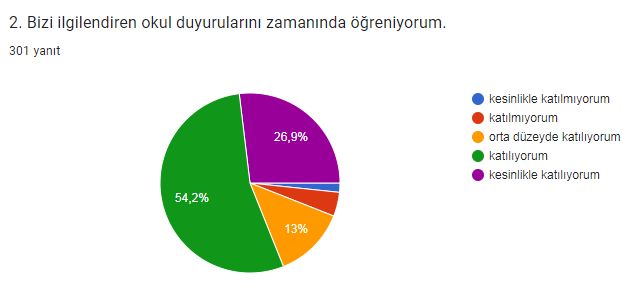 2. Bizi ilgilendiren okul duyurularını zamanında öğreniyorum.
301 yanıt
kesinlikle katılmıyorum
katılmıyorum
orta düzeyde katılıyorum
katılıyorum
kesinlikle katılıyorum
26,9%
54,2%
13%